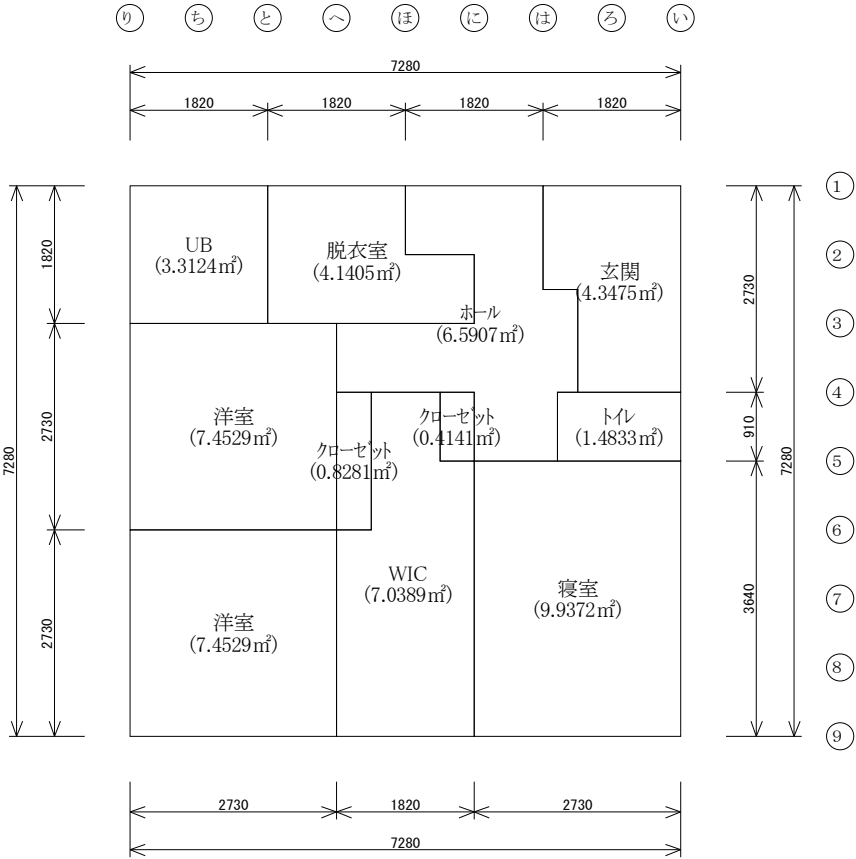 り ち と へ ほ に は ろ い
7280
1820 1820 1820 1820
1
2
3
4
5
6
7
8
9
7280
1820
2730
2730
UB
(3.3124㎡)
脱衣室
(4.1405㎡)
玄関
(4.3475㎡)
ホール
(6.5907㎡)
洋室
(7.4529㎡)
クローゼット
(0.8281㎡)
クローゼット
(0.4141㎡)
トイレ
(1.4833㎡)
WIC
(7.0389㎡)
寝室
(9.9372㎡)
洋室
(7.4529㎡)
2730
910
3640
7280
2730 1820 2730
7280